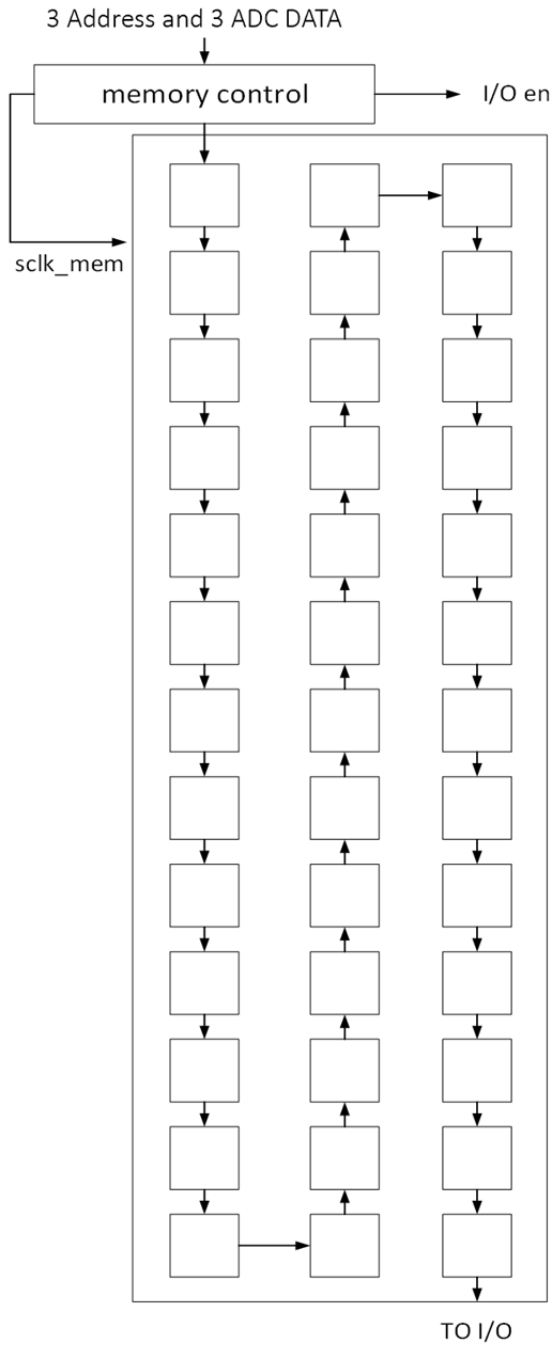 3 Address and 3 ADC DATA
memory control
I/O en
sclk_mem
TO I/O